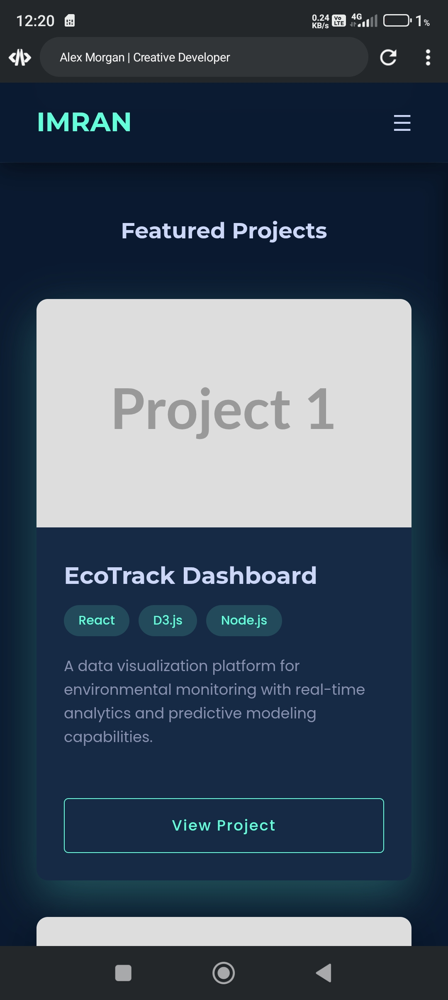 12:20
0.24
KB/s
Vo
LTE
4G
1%
Alex Morgan | Creative Developer
IMRAN
Featured Projects
Project 1
EcoTrack Dashboard
React D3.js Node.js
A data visualization platform for
environmental monitoring with real-time
analytics and predictive modeling
capabilities.
View Project